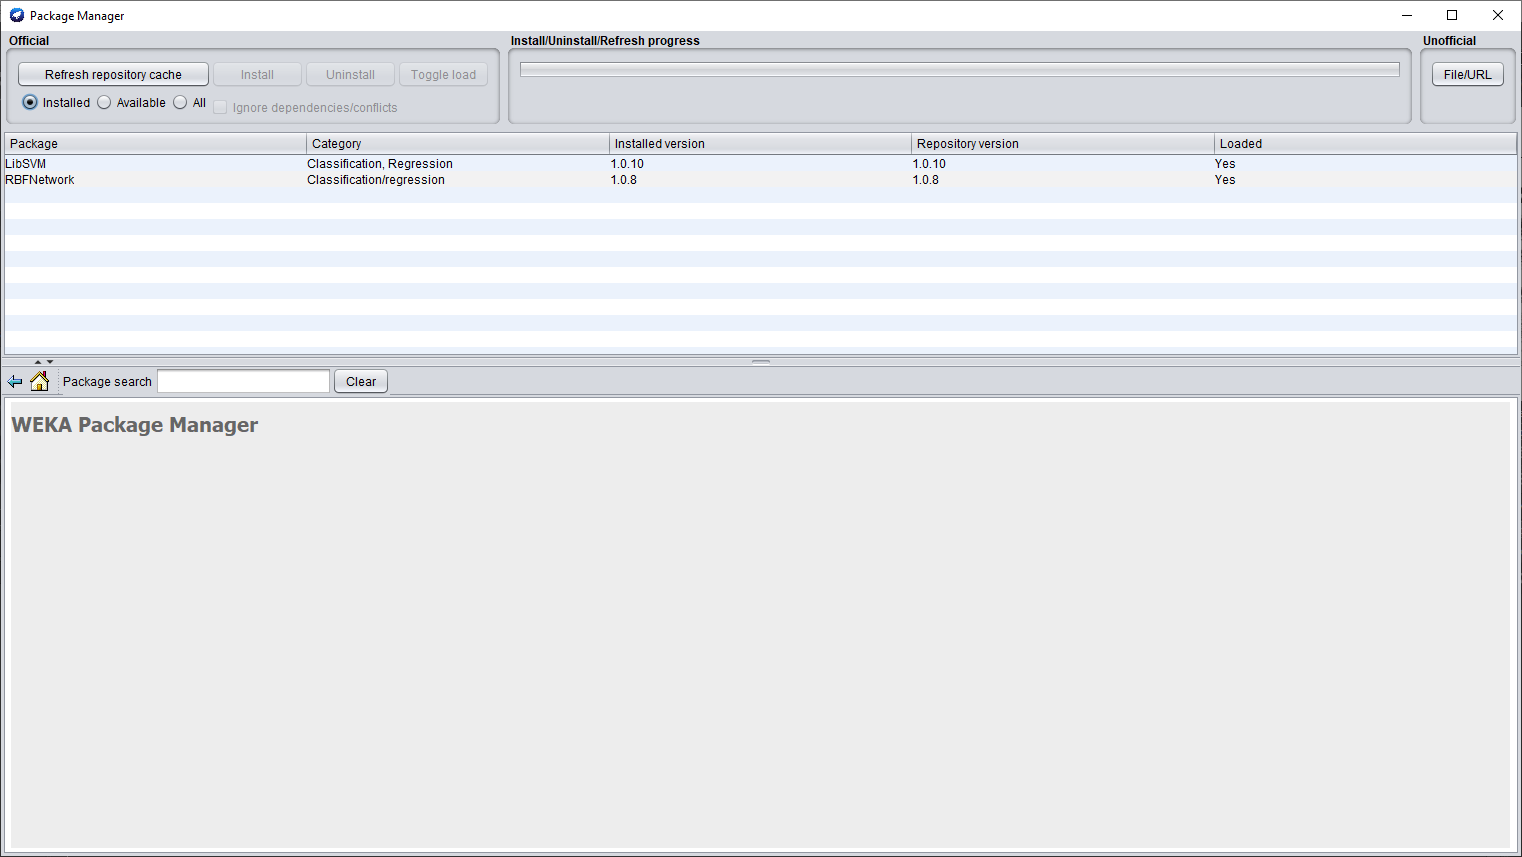 Package Manager
Official
Install/Uninstall/Refresh progress
Unofficial
Refresh repository cache Install Uninstall Toggle load
File/URL
Installed Available All Ignore dependencies/conflicts
Package Category Installed version Repository version Loaded
LibSVM Classification, Regression 1.0.10 1.0.10 Yes
RBFNetwork Classification/regression 1.0.8 1.0.8 Yes
Package search Clear
WEKA Package Manager